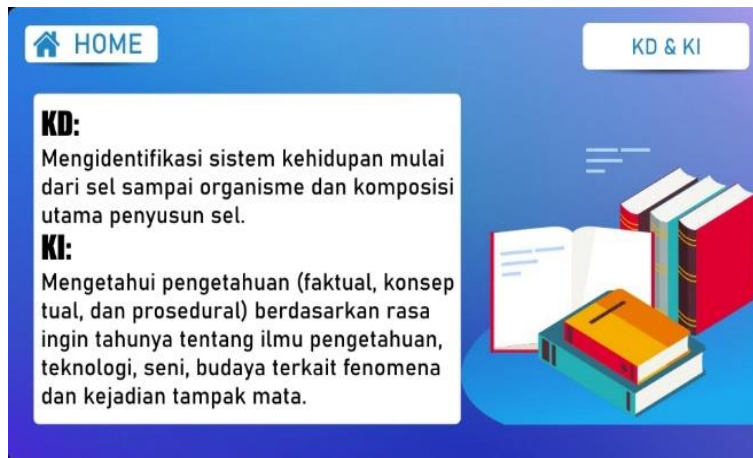 HOME
KD & KI
KD:
Mengidentifikasi sistem kehidupan mulai
dari sel sampai organisme dan komposisi
utama penyusun sel.
KI:
Mengetahui pengetahuan (faktual, konsep
tual, dan prosedural) berdasarkan rasa
ingin tahunya tentang ilmu pengetahuan,
teknologi, seni, budaya terkait fenomena
dan kejadian tampak mata.